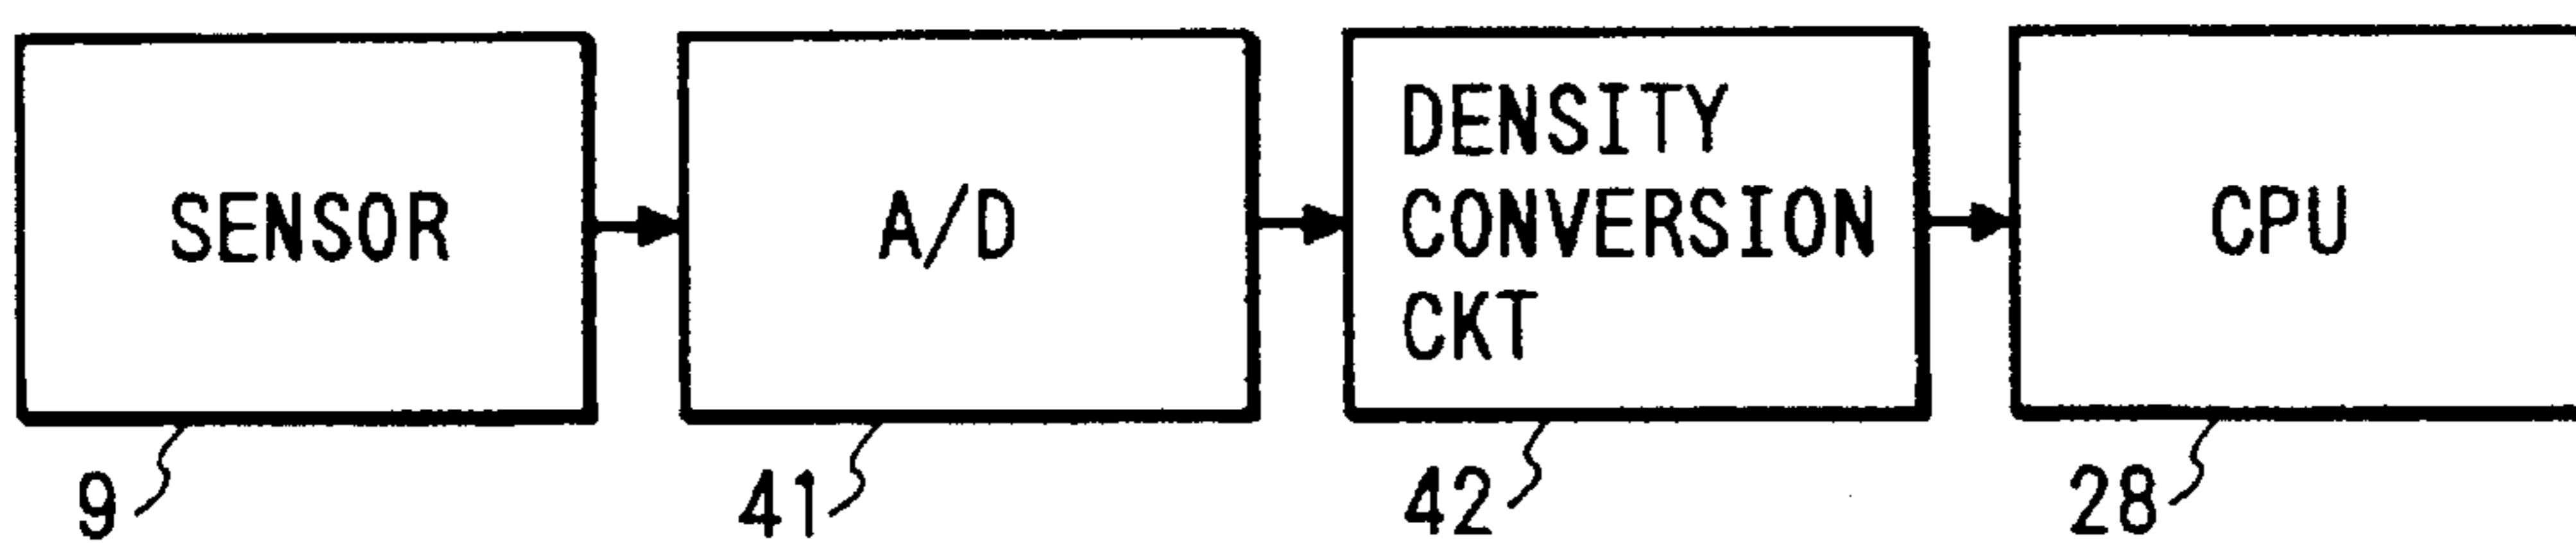 SENSOR
A/D
DENSITY
CONVERSION
CKT
CPU
9
41
42
28